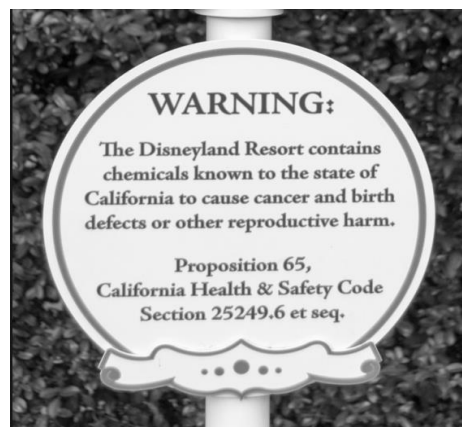 WARNING:
The Disneyland Resort contains
chemicals known to the state of
California to cause cancer and birth
defects or other reproductive harm.
Proposition 65,
California Health & Safety Code
Section 25249.6 et seq.